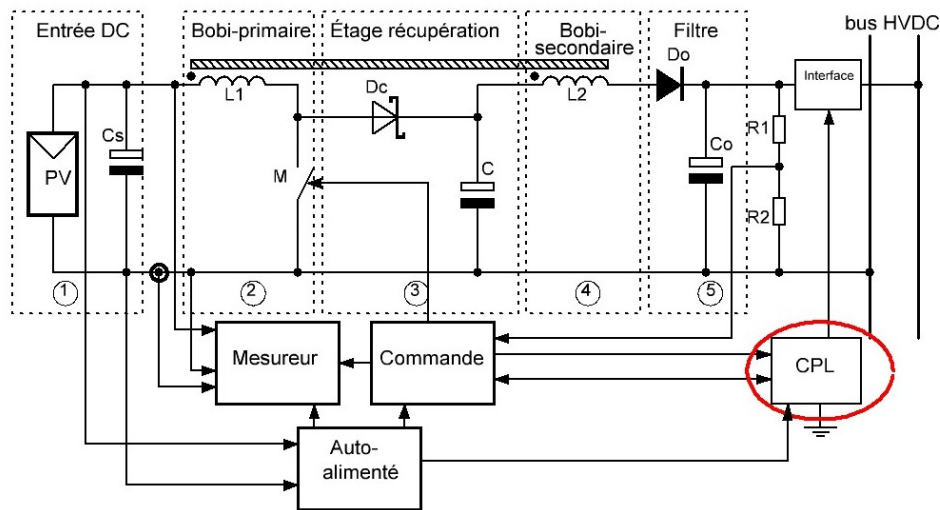 bus HVDC
Entrée DC
Bobi-primaire
Étage récupération
Bobi-
secondaire
Filtre
Do
L1
L2
Interface
Dc
Cs
R1
Co
PV
M
C
R2
1
2
3
4
5
Mesureur
Commande
CPL
Auto-
alimenté